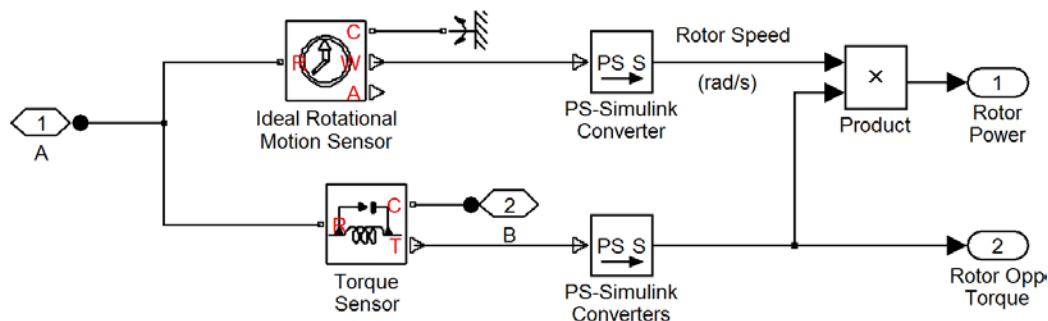 C
R W
A
Ideal Rotational
Motion Sensor
PS S
PS-Simulink
Converter
Rotor Speed
(rad/s)
×
Product
1
Rotor
Power
1
A
R C
T
Torque
Sensor
2
B
PS S
PS-Simulink
Converters
2
Rotor Opp
Torque